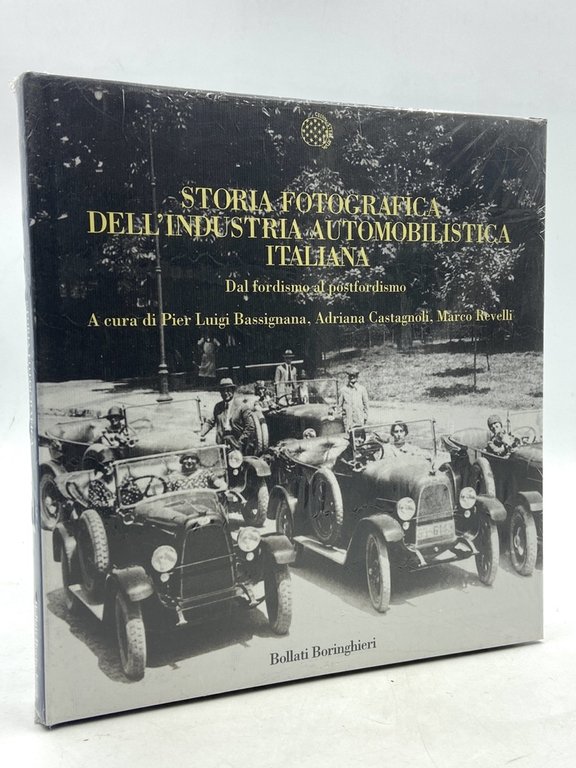 STORIA FOTOGRAFICA
DELL'INDUSTRIA AUTOMOBILISTICA
ITALIANA
Dal fordismo al postfordismo
A cura di Pier Luigi Bassignana, Adriana Castagnoli, Marco Revelli
Bollati Boringhieri